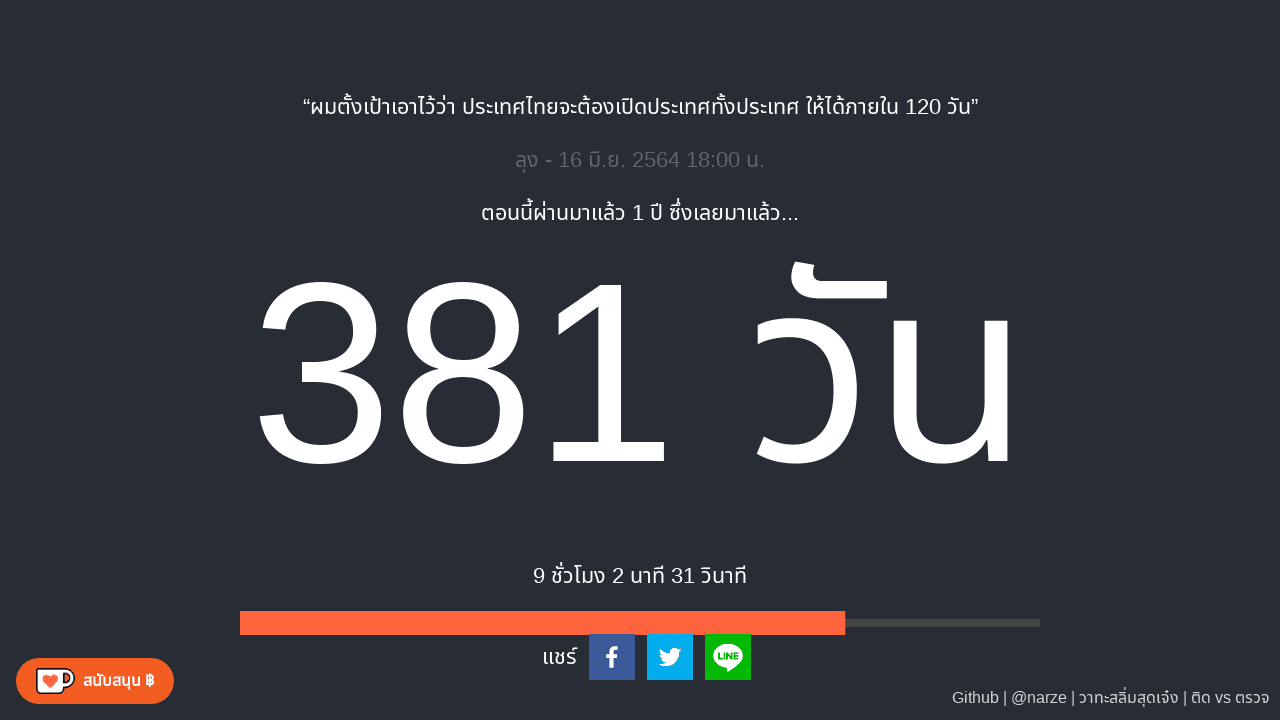 “ผมตั้งเป้าเอาไว้ว่า ประเทศไทยจะต้องเปิดประเทศทั้งประเทศ ให้ได้ภายใน 120 วัน”
ลุง - 16 มิ.ย. 2564 18:00 น.
ตอนนี้ผ่านมาแล้ว 1 ปี ซึ่งเลยมาแล้ว...
381 วัน
9 ชั่วโมง 2 นาที 31 วินาที
แชร์
LINE
สนับสนุน ฿
Github | @narze | วาทะสลิ่มสุดเจ๋ง | ติด vs ตรวจ